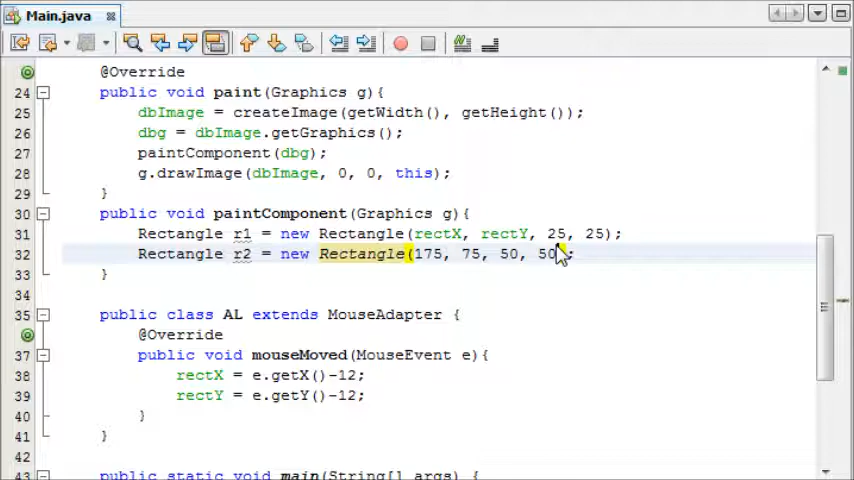 Main.java
@Override
24 public void paint(Graphics g){
25 dbImage = createImage(getWidth(), getHeight());
26 dbg = dbImage.getGraphics();
27 paintComponent(dbg);
28 g.drawImage(dbImage, 0, 0, this);
29 }
30 public void paintComponent(Graphics g){
31 Rectangle r1 = new Rectangle(rectX, rectY, 25, 25);
32 Rectangle r2 = new Rectangle(175, 75, 50, 50);
33 }
34
35 public class AL extends MouseAdapter {
@Override
37 public void mouseMoved(MouseEvent e){
38 rectX = e.getX()-12;
39 rectY = e.getY()-12;
40 }
41 }
42
43 public static void main(String[] args) {